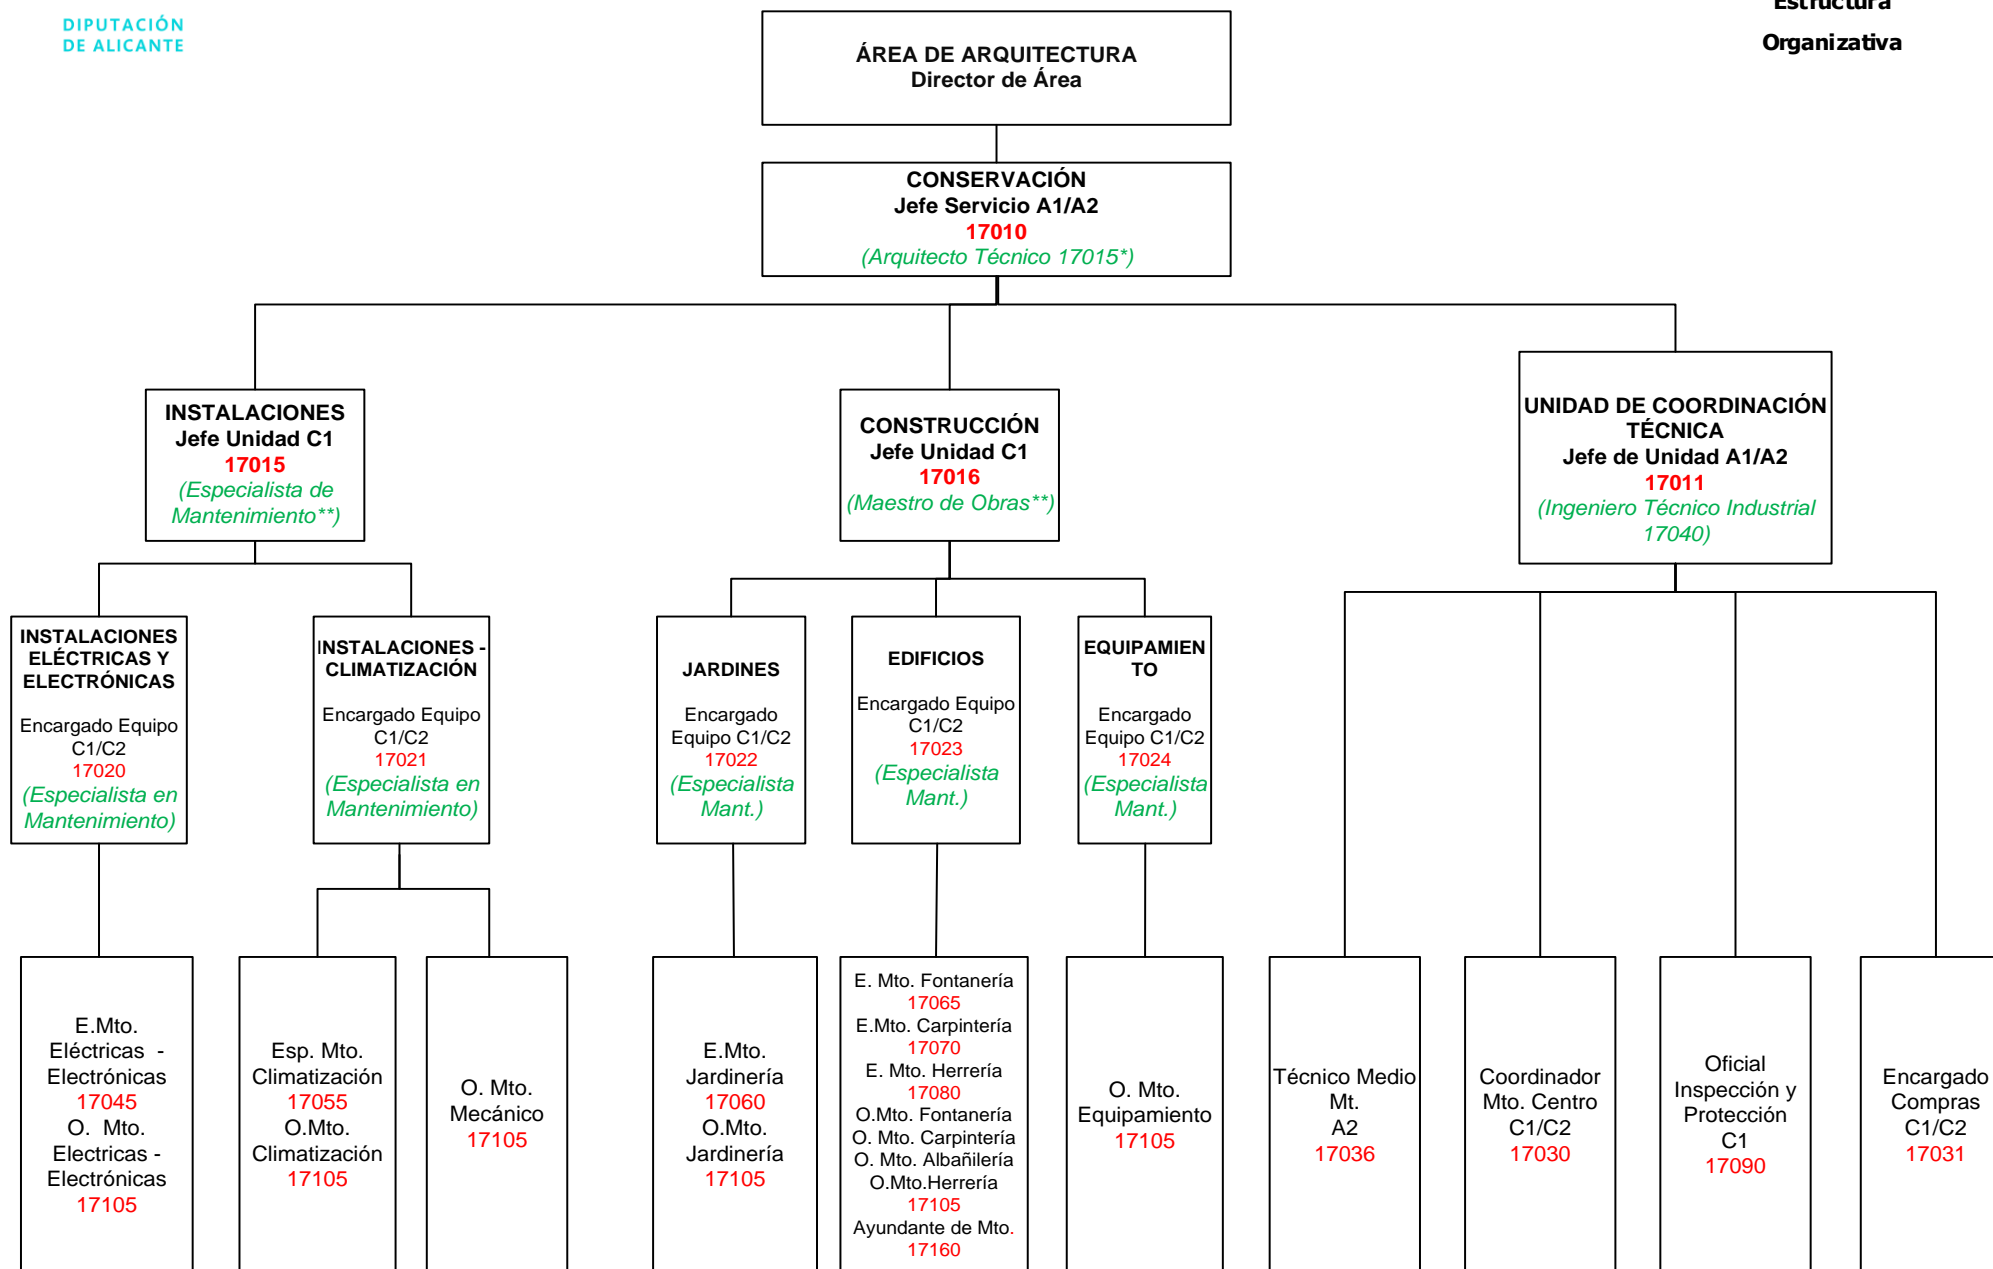 DIPUTACIÓN
DE ALICANTE
Estructura
Organizativa
ÁREA DE ARQUITECTURA
Director de Área
CONSERVACIÓN
Jefe Servicio A1/A2
17010
(Arquitecto Técnico 17015*)
INSTALACIONES
Jefe Unidad C1
17015
(Especialista de
Mantenimiento**)
CONSTRUCCIÓN
Jefe Unidad C1
17016
(Maestro de Obras**)
UNIDAD DE COORDINACIÓN
TÉCNICA
Jefe de Unidad A1/A2
17011
(Ingeniero Técnico Industrial
17040)
INSTALACIONES
ELÉCTRICAS Y
ELECTRÓNICAS
Encargado Equipo
C1/C2
17020
(Especialista en
Mantenimiento)
INSTALACIONES -
CLIMATIZACIÓN
Encargado Equipo
C1/C2
17021
(Especialista en
Mantenimiento)
JARDINES
Encargado
Equipo C1/C2
17022
(Especialista
Mant.)
EDIFICIOS
Encargado Equipo
C1/C2
17023
(Especialista
Mant.)
EQUIPAMIEN
TO
Encargado
Equipo C1/C2
17024
(Especialista
Mant.)
E.Mto.
Eléctricas -
Electrónicas
17045
O. Mto.
Electricas -
Electrónicas
17105
Esp. Mto.
Climatización
17055
O.Mto.
Climatización
17105
O. Mto.
Mecánico
17105
E.Mto.
Jardinería
17060
O.Mto.
Jardinería
17105
E. Mto. Fontanería
17065
E.Mto. Carpintería
17070
E. Mto. Herrería
17080
O.Mto. Fontanería
O. Mto. Carpintería
O. Mto. Albañilería
O.Mto.Herrería
17105
Ayundante de Mto.
17160
O. Mto.
Equipamiento
17105
Técnico Medio
Mt.
A2
17036
Coordinador
Mto. Centro
C1/C2
17030
Oficial
Inspección y
Protección
C1
17090
Encargado
Compras
C1/C2
17031